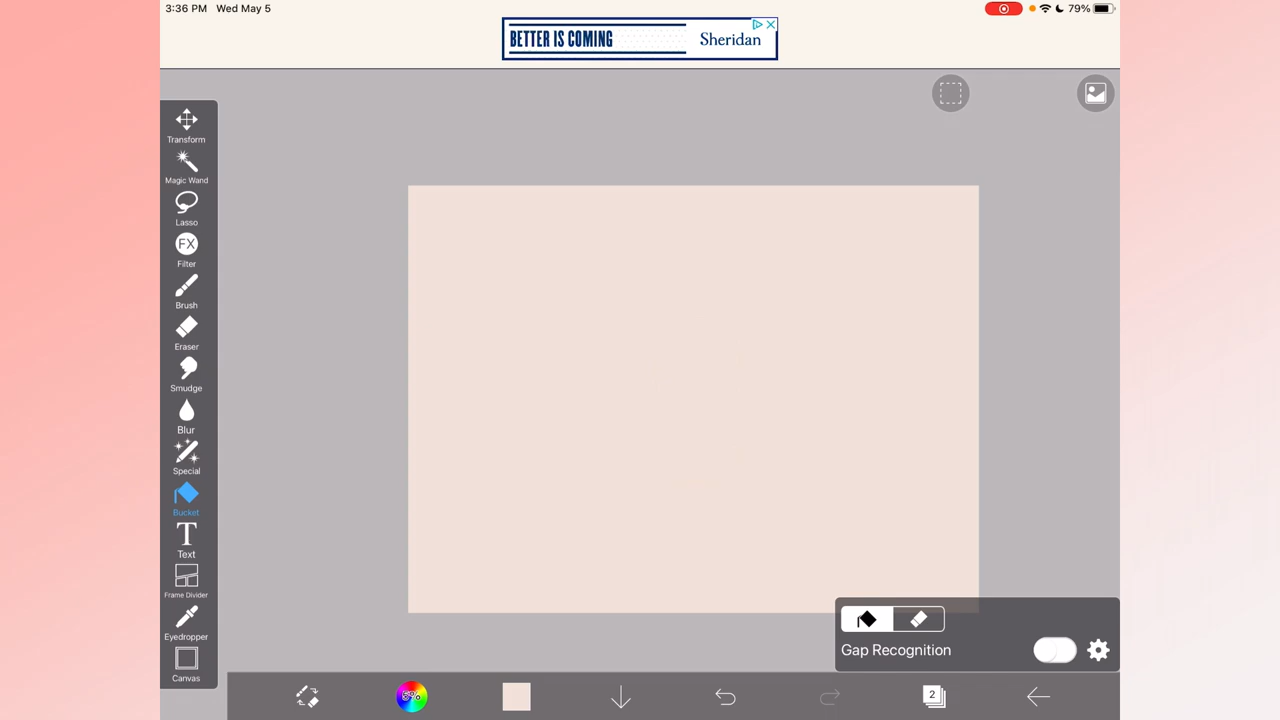 3:36 PM Wed May 5
79%
BETTER IS COMING
Sheridan
Transform
Magic Wand
Lasso
FX
Filter
Brush
Eraser
Smudge
Blur
Special
Bucket
T
Text
Frame Divider
Eyedropper
Canvas
Gap Recognition
5%
2